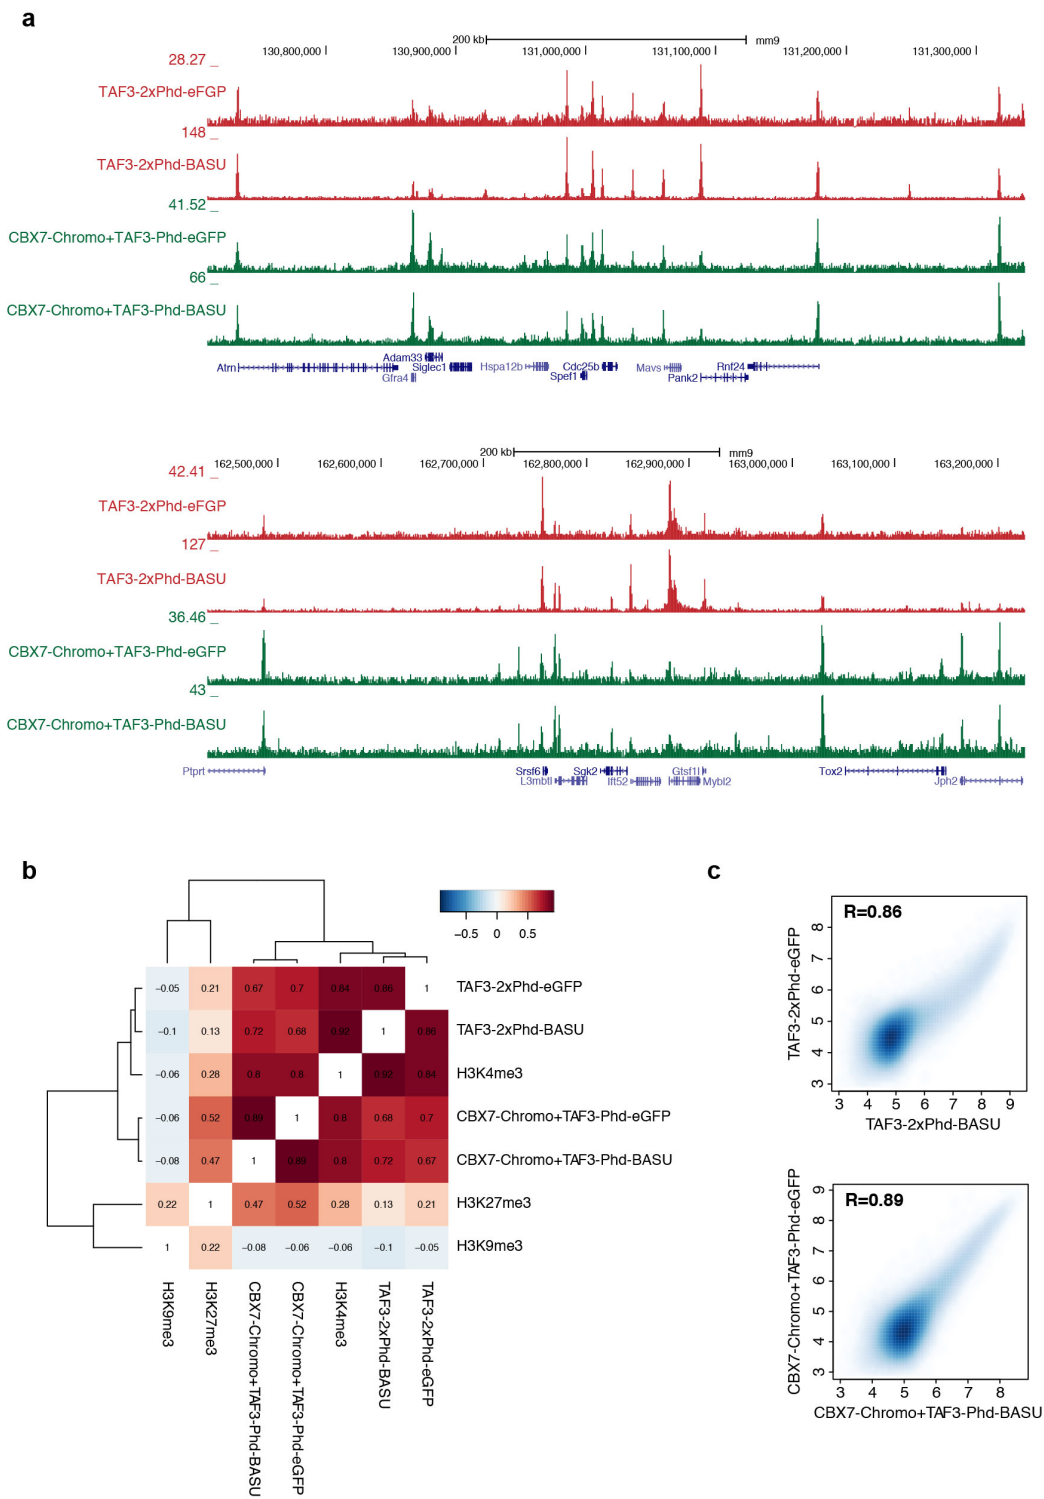 a
200 kb mm9
130,800,000 130,900,000 131,000,000 131,100,000 131,200,000 131,300,000
28.27
TAF3-2xPhd-eFGP
148
TAF3-2xPhd-BASU
41.52
CBX7-Chromo+TAF3-Phd-eGFP
66
CBX7-Chromo+TAF3-Phd-BASU
Adam33
Atrn Siglec1 Hspa12b Cdc25b Mavs Rnf24
Gfra4 Spef1 Pank2
200 kb mm9
162,500,000 162,600,000 162,700,000 162,800,000 162,900,000 163,000,000 163,100,000 163,200,000
42.41
TAF3-2xPhd-eFGP
127
TAF3-2xPhd-BASU
36.46
CBX7-Chromo+TAF3-Phd-eGFP
43
CBX7-Chromo+TAF3-Phd-BASU
Ptprt Srsf6 Sgk2 Gtsf1l Tox2
L3mbtl Ift52 Mybl2 Jph2
b
−0.5 0 0.5
−0.05 0.21 0.67 0.7 0.84 0.86 1 TAF3-2xPhd-eGFP
−0.1 0.13 0.72 0.68 0.92 1 0.86 TAF3-2xPhd-BASU
−0.06 0.28 0.8 0.8 1 0.92 0.84 H3K4me3
−0.06 0.52 0.89 1 0.8 0.68 0.7 CBX7-Chromo+TAF3-Phd-eGFP
−0.08 0.47 1 0.89 0.8 0.72 0.67 CBX7-Chromo+TAF3-Phd-BASU
0.22 1 0.47 0.52 0.28 0.13 0.21 H3K27me3
1 0.22 −0.08 −0.06 −0.06 −0.1 −0.05 H3K9me3
H3K9me3
H3K27me3
CBX7-Chromo+TAF3-Phd-BASU
CBX7-Chromo+TAF3-Phd-eGFP
H3K4me3
TAF3-2xPhd-BASU
TAF3-2xPhd-eGFP
c
R=0.86
TAF3-2xPhd-eGFP
8
7
6
5
4
3
3 4 5 6 7 8 9
TAF3-2xPhd-BASU
R=0.89
CBX7-Chromo+TAF3-Phd-eGFP
9
8
7
6
5
4
3
3 4 5 6 7 8
CBX7-Chromo+TAF3-Phd-BASU